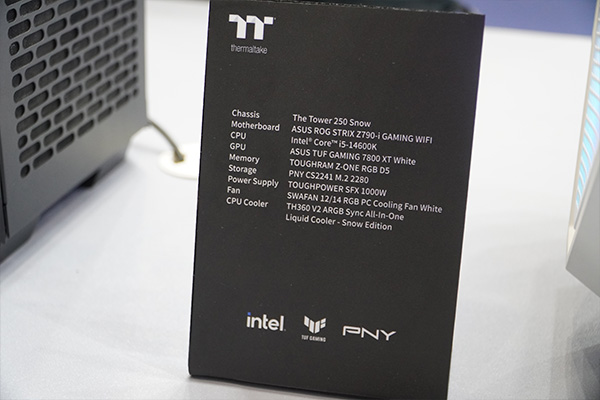 thermaltake
Chassis The Tower 250 Snow
Motherboard ASUS ROG STRIX Z790-i GAMING WIFI
CPU Intel® Core™ i5-14600K
GPU ASUS TUF GAMING 7800 XT White
Memory TOUGHRAM Z-ONE RGB D5
Storage PNY CS2241 M.2 2280
Power Supply TOUGHPOWER SFX 1000W
Fan SWAFAN 12/14 RGB PC Cooling Fan White
CPU Cooler TH360 V2 ARGB Sync All-In-One
Liquid Cooler - Snow Edition
intel. TUF GAMING PNY